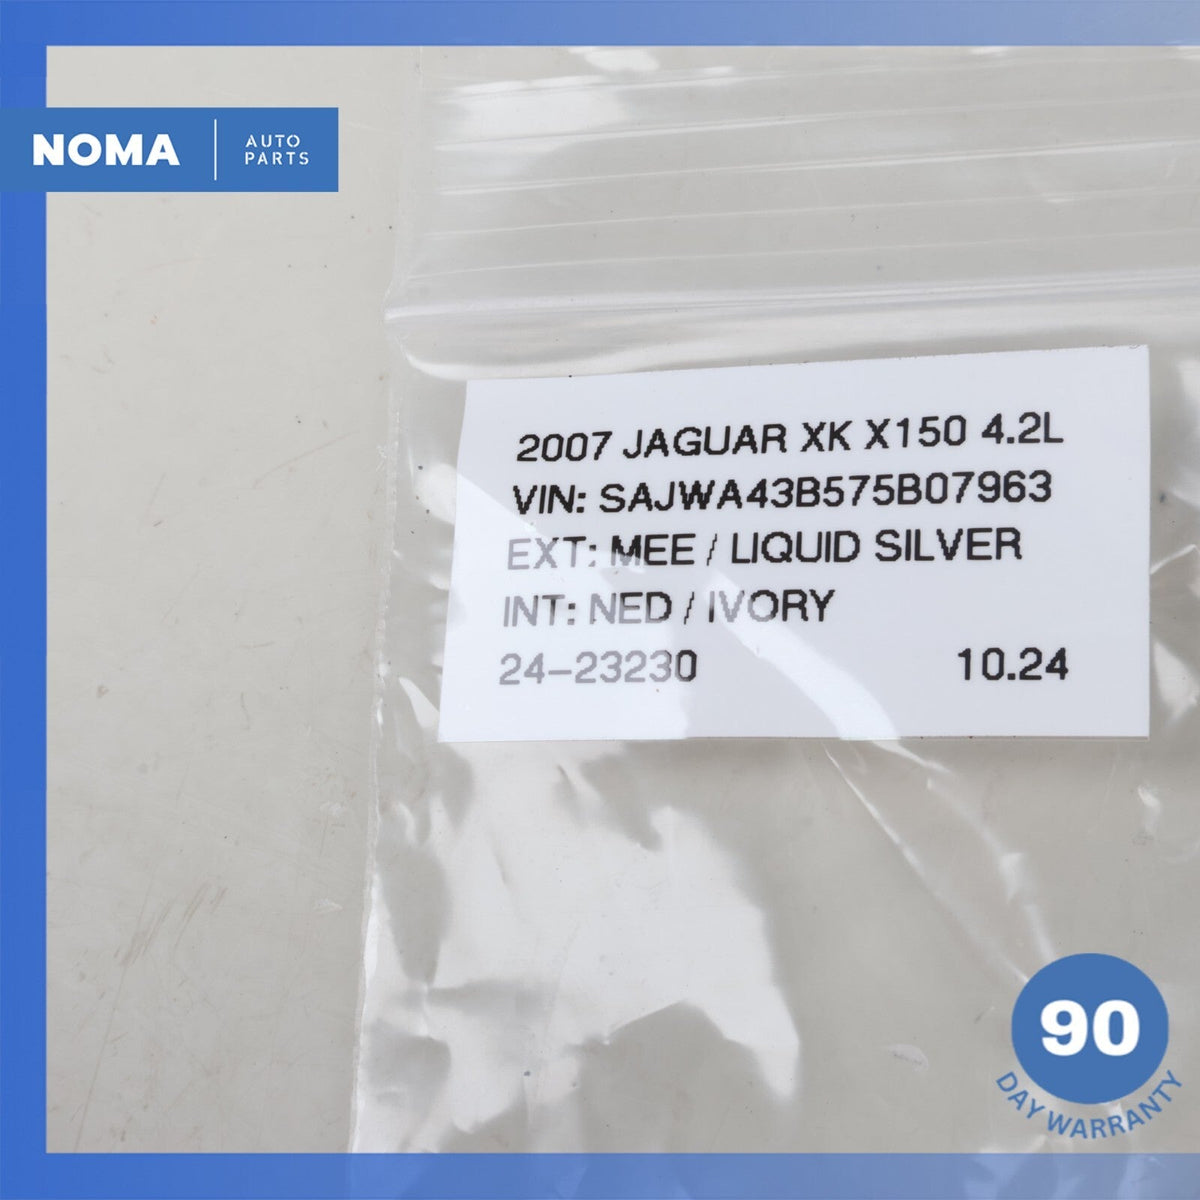 NOMA
AUTO
PARTS
2007 JAGUAR XK X150 4.2L
VIN: SAJWA43B575B07963
EXT: MEE / LIQUID SILVER
INT: NED / IVORY
24-23230 10.24
90
DAY WARRANTY